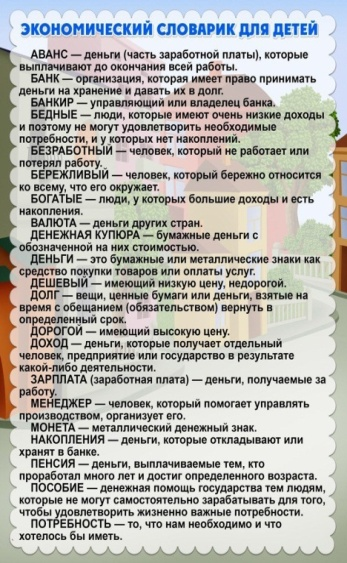 ЭКОНОМИЧЕСКИЙ СЛОВАРИК ДЛЯ ДЕТЕЙ
АВАНС — деньги (часть заработной платы), которые
выплачивают до окончания всей работы.
БАНК — организация, которая имеет право принимать
деньги на хранение и давать их в долг.
БАНКИР — управляющий или владелец банка.
БЕДНЫЕ — люди, которые имеют очень низкие доходы
и поэтому не могут удовлетворить необходимые
потребности, и у которых нет накоплений.
БЕЗРАБОТНЫЙ — человек, который не работает или
потерял работу.
БЕРЕЖЛИВЫЙ — человек, который бережно относится
ко всему, что его окружает.
БОГАТЫЕ — люди, у которых большие доходы и есть
накопления.
ВАЛЮТА — деньги других стран.
ДЕНЕЖНАЯ КУПЮРА — бумажные деньги с
обозначенной на них стоимостью.
ДЕНЬГИ — это бумажные или металлические знаки как
средство покупки товаров или оплаты услуг.
ДЕШЕВЫЙ — имеющий низкую цену, недорогой.
ДОЛГ — вещи, ценные бумаги или деньги, взятые на
время с обещанием (обязательством) вернуть в
определенный срок.
ДОРОГОЙ — имеющий высокую цену.
ДОХОД — деньги, которые получает отдельный
человек, предприятие или государство в результате
какой-либо деятельности.
ЗАРПЛАТА (заработная плата) — деньги, получаемые за
работу.
МЕНЕДЖЕР — человек, который помогает управлять
производством, организует его.
МОНЕТА — металлический денежный знак.
НАКОПЛЕНИЯ — деньги, которые откладывают или
хранят в банке.
ПЕНСИЯ — деньги, выплачиваемые тем, кто
проработал много лет и достиг определенного возраста.
ПОСОБИЕ — денежная помощь государства тем людям,
которые не могут самостоятельно зарабатывать для того,
чтобы удовлетворить жизненно важные потребности.
ПОТРЕБНОСТЬ — то, что нам необходимо и что
хотелось бы иметь.